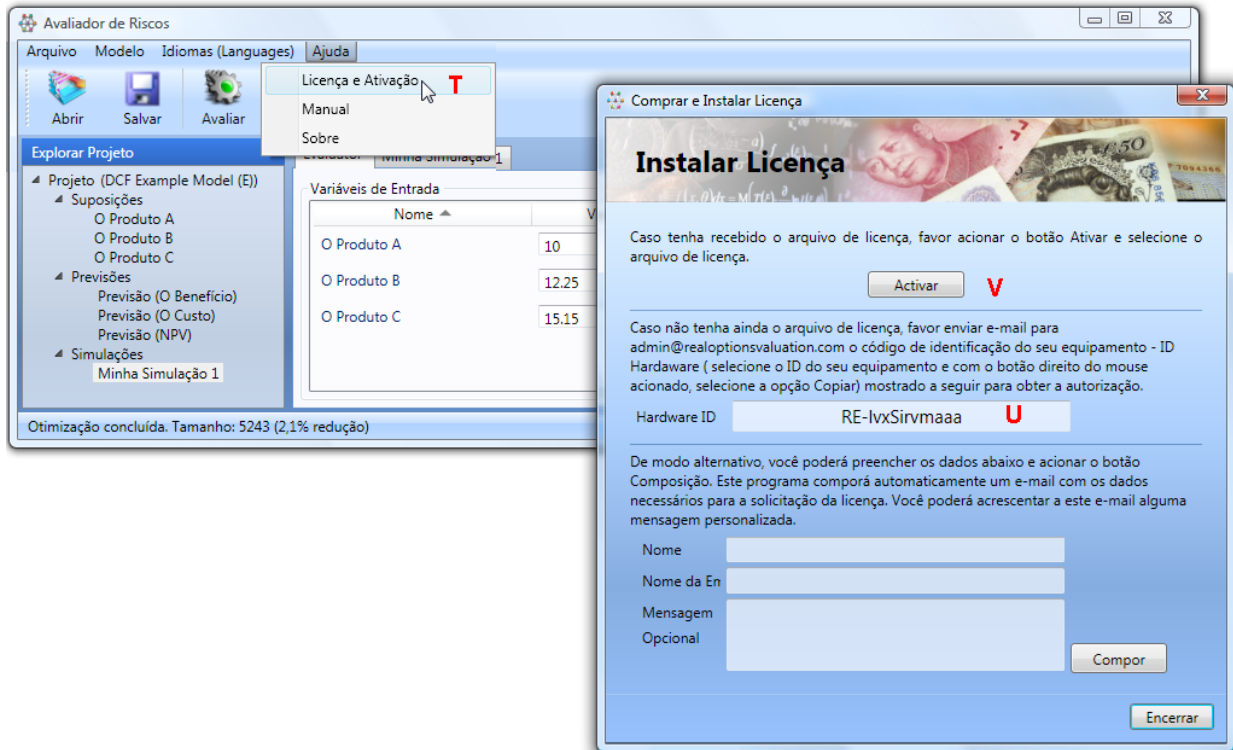 Avaliador de Riscos
Arquivo Modelo Idiomas (Languages) Ajuda
Abrir Salvar Avaliar
Licença e Ativação T
Manual
Sobre
Explorar Projeto
Projeto (DCF Example Model (E))
Suposições
O Produto A
O Produto B
O Produto C
Previsões
Previsão (O Benefício)
Previsão (O Custo)
Previsão (NPV)
Simulações
Minha Simulação 1
Minha Simulação 1
Variáveis de Entrada
Nome V
O Produto A 10
O Produto B 12.25
O Produto C 15.15
Otimização concluída. Tamanho: 5243 (2,1% redução)
Comprar e Instalar Licença
Instalar Licença
50
Caso tenha recebido o arquivo de licença, favor acionar o botão Ativar e selecione o
arquivo de licença.
Activar V
Caso não tenha ainda o arquivo de licença, favor enviar e-mail para
admin@realoptionsvaluation.com o código de identificação do seu equipamento - ID
Hardaware ( selecione o ID do seu equipamento e com o botão direito do mouse
acionado, selecione a opção Copiar) mostrado a seguir para obter a autorização.
Hardware ID RE-IvxSirvmaaa U
De modo alternativo, você poderá preencher os dados abaixo e acionar o botão
Composição. Este programa comporá automaticamente um e-mail com os dados
necessários para a solicitação da licença. Você poderá acrescentar a este e-mail alguma
mensagem personalizada.
Nome
Nome da En
Mensagem
Opcional
Compor
Encerrar